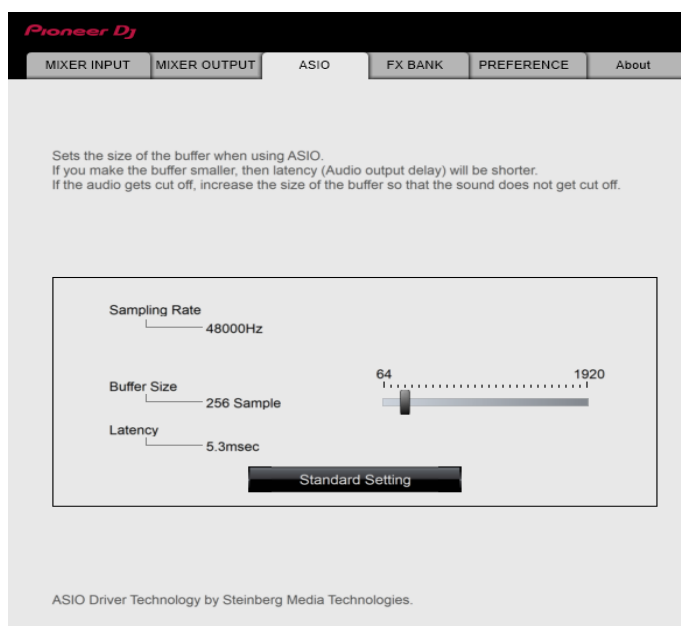 Pioneer Dj
MIXER INPUT MIXER OUTPUT ASIO FX BANK PREFERENCE About
Sets the size of the buffer when using ASIO.
If you make the buffer smaller, then latency (Audio output delay) will be shorter.
If the audio gets cut off, increase the size of the buffer so that the sound does not get cut off.
Sampling Rate
48000Hz
64 1920
Buffer Size
256 Sample
Latency
5.3msec
Standard Setting
ASIO Driver Technology by Steinberg Media Technologies.